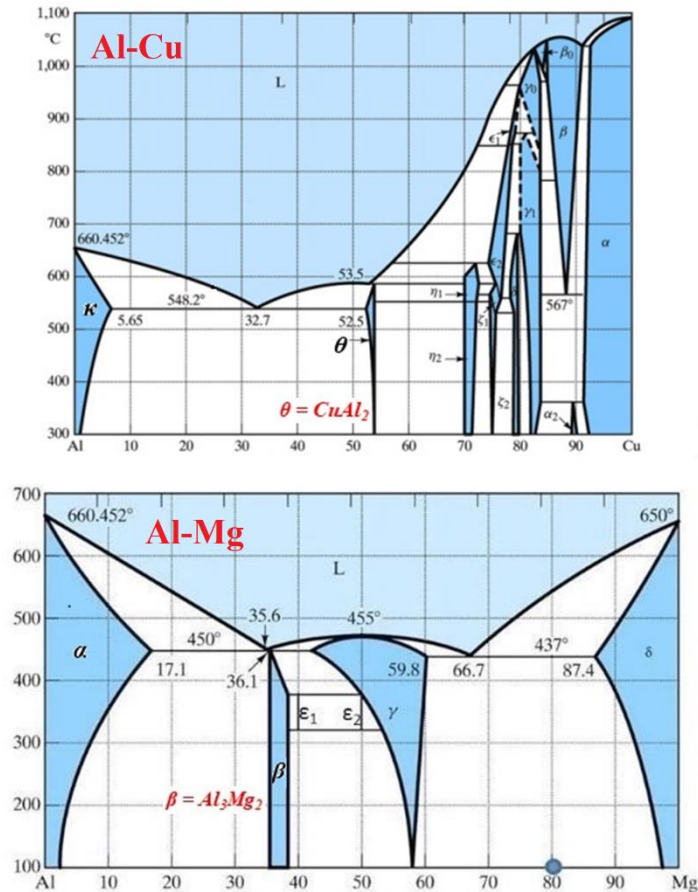 1,100
°C
Al-Cu
1,000
L
β₀
γ₀
900
ϵ₁
β
800
700
γ₁
α
660.452°
600
ϵ₂
53.5
κ
548.2°
η₁
δ
567°
500
5.65
32.7
52.5
ζ₁
θ
400
η₂
ζ₂
θ = CuAl₂
α₂
300
Al 10 20 30 40 50 60 70 80 90 Cu
700
660.452°
Al-Mg
650°
600
L
500
35.6
455°
450°
437°
α
δ
400
17.1
36.1
59.8
66.7
87.4
ε₁ ε₂
γ
300
β
200
β = Al₃Mg₂
100
Al 10 20 30 40 50 60 70 80 90 Mg